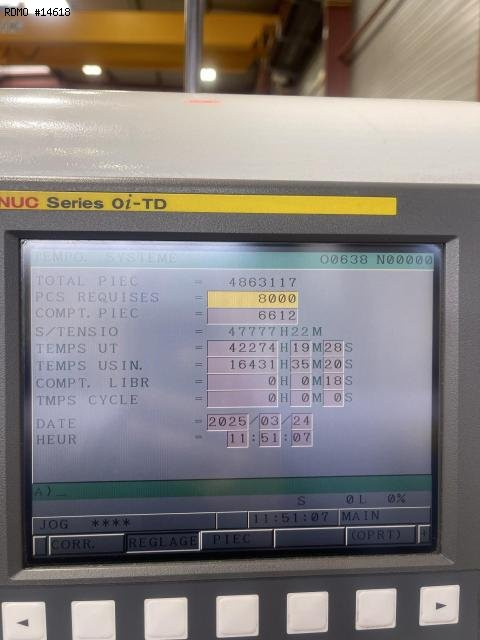 RDMO #14618
NUC Series 0i-TD
TEMPO. SYSTEME O0638 N00000
TOTAL PIEC = 4863117
PCS REQUISES = 8000
COMPT. PIEC = 6612
S/TENSIO = 47777H22M
TEMPS UT = 42274H19M28S
TEMPS USIN. = 16431H35M20S
COMPT. LIBR = 0H 0M18S
TMPS CYCLE = 0H 0M 0S
DATE = 2025/03/24
HEUR = 11:51:07
A)_
S 0L 0%
JOG **** 11:51:07 MAIN
CORR. REGLAGE PIEC (OPRT) +